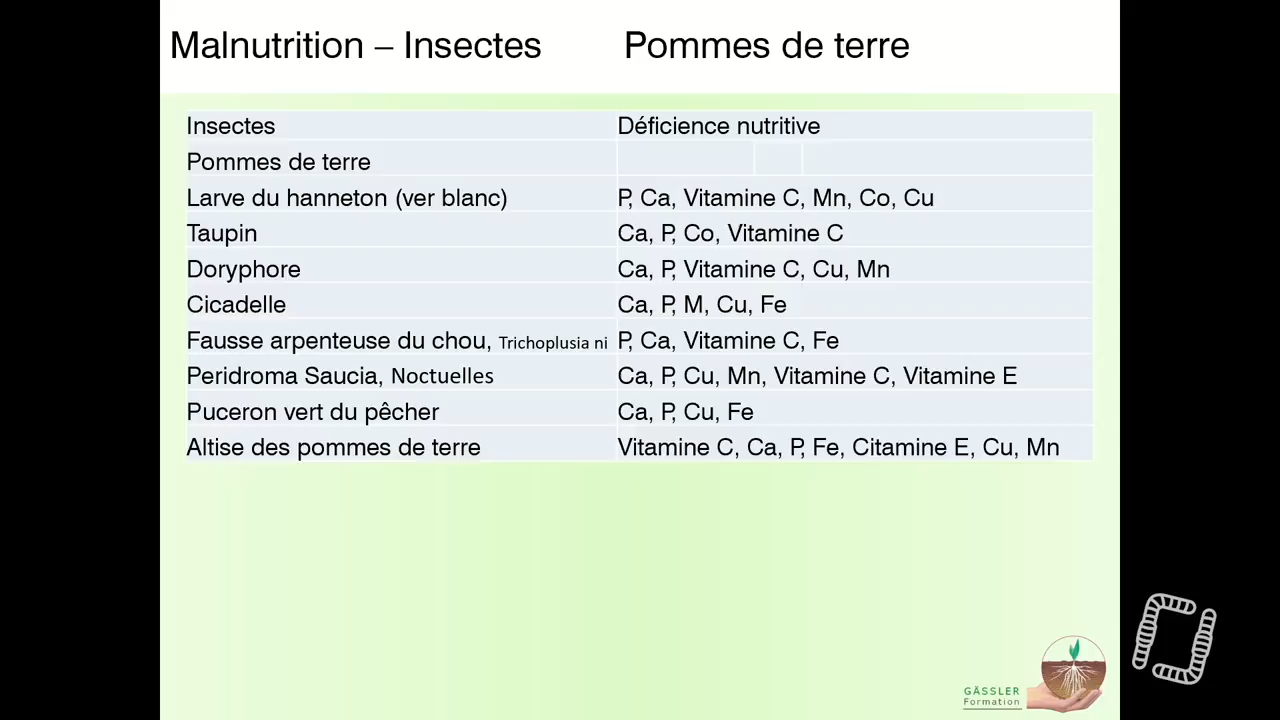 Malnutrition – Insectes Pommes de terre
Insectes Déficience nutritive
Pommes de terre
Larve du hanneton (ver blanc) P, Ca, Vitamine C, Mn, Co, Cu
Taupin Ca, P, Co, Vitamine C
Doryphore Ca, P, Vitamine C, Cu, Mn
Cicadelle Ca, P, M, Cu, Fe
Fausse arpenteuse du chou, Trichoplusia ni P, Ca, Vitamine C, Fe
Peridroma Saucia, Noctuelles Ca, P, Cu, Mn, Vitamine C, Vitamine E
Puceron vert du pêcher Ca, P, Cu, Fe
Altise des pommes de terre Vitamine C, Ca, P, Fe, Citamine E, Cu, Mn
GÄSSLER
Formation